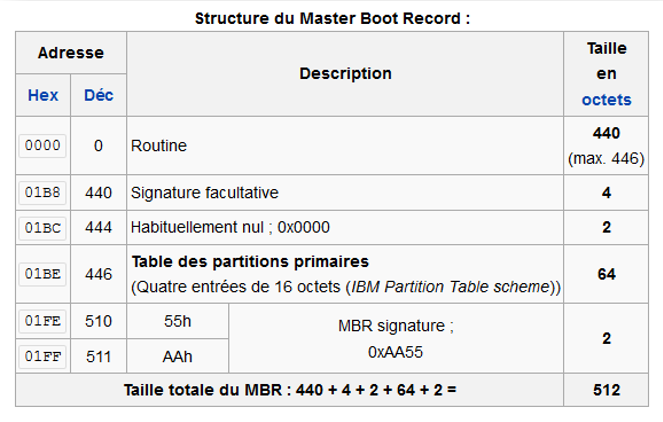 Structure du Master Boot Record :
Adresse Description Taille en octets
Hex Déc
0000 0 Routine 440 (max. 446)
01B8 440 Signature facultative 4
01BC 444 Habituellement nul ; 0x0000 2
01BE 446 Table des partitions primaires (Quatre entrées de 16 octets (IBM Partition Table scheme)) 64
01FE 510 55h MBR signature ; 0xAA55 2
01FF 511 AAh
Taille totale du MBR : 440 + 4 + 2 + 64 + 2 = 512